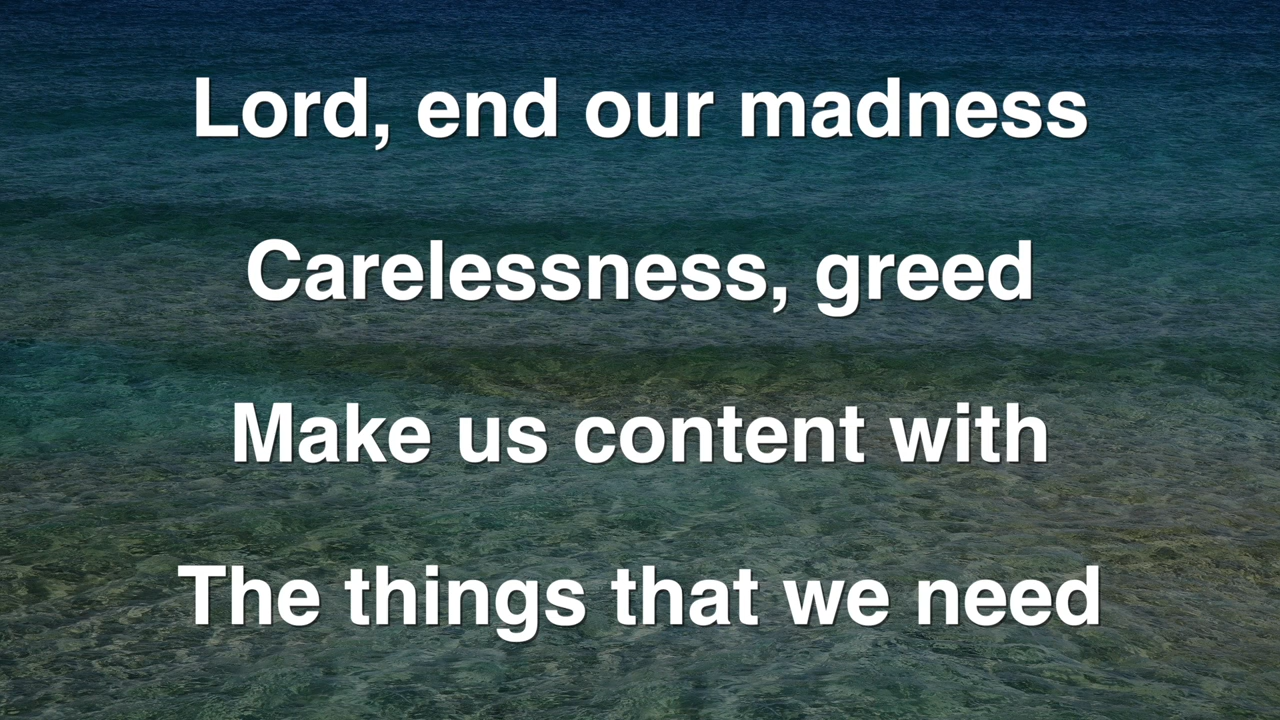 Lord, end our madness
Carelessness, greed
Make us content with
The things that we need